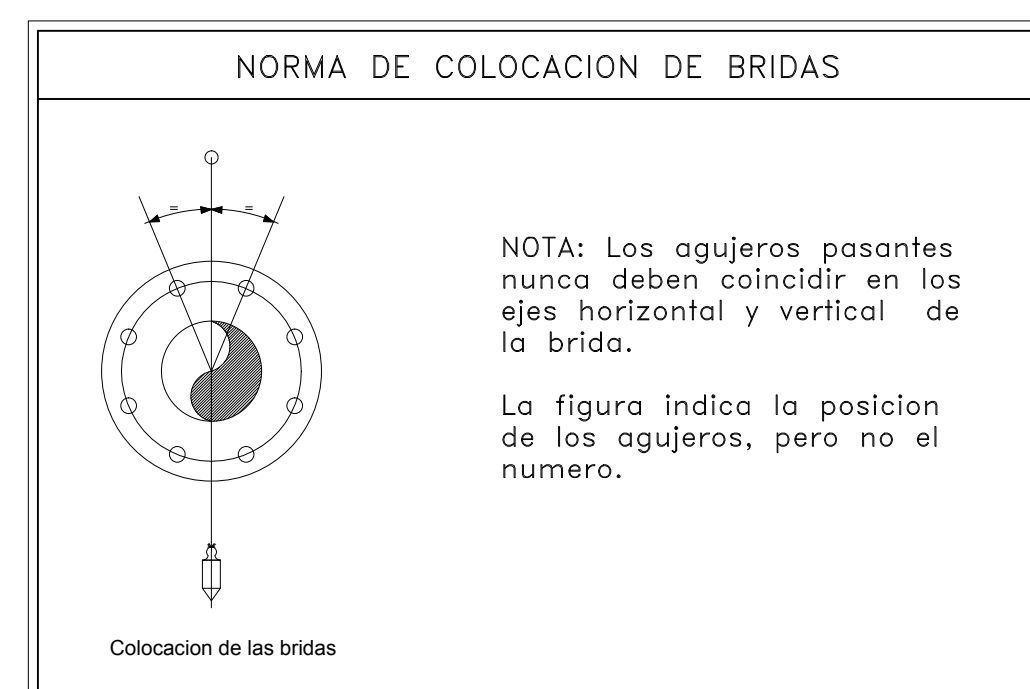 NORMA DE COLOCACION DE BRIDAS
= =
NOTA: Los agujeros pasantes
nunca deben coincidir en los
ejes horizontal y vertical de
la brida.
La figura indica la posicion
de los agujeros, pero no el
numero.
Colocacion de las bridas